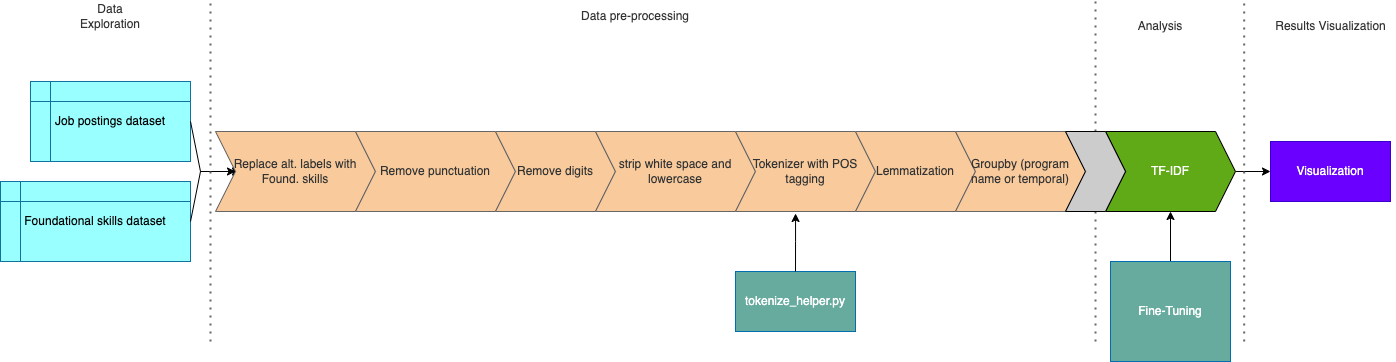 Data
Exploration
Data pre-processing
Analysis
Results Visualization
Job postings dataset
Foundational skills dataset
Replace alt. labels with
Found. skills
Remove punctuation
Remove digits
strip white space and
lowercase
Tokenizer with POS
tagging
Lemmatization
Groupby (program
name or temporal)
TF-IDF
Visualization
tokenize_helper.py
Fine-Tuning